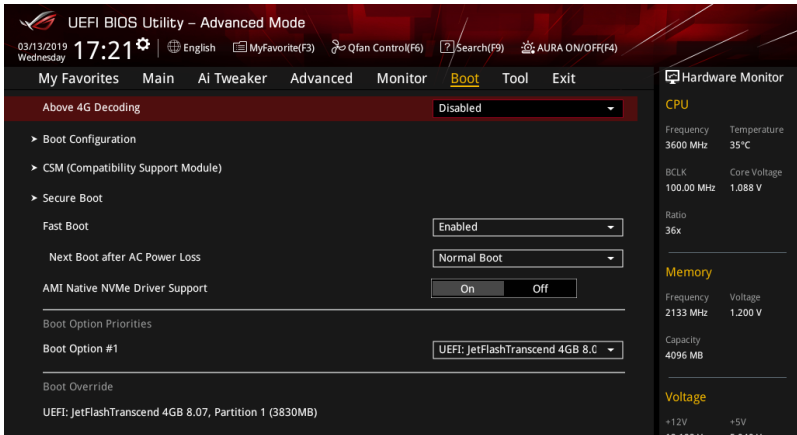 UEFI BIOS Utility – Advanced Mode
03/13/2019 Wednesday 17:21 English MyFavorite(F3) Qfan Control(F6) Search(F9) AURA ON/OFF(F4)
My Favorites Main Ai Tweaker Advanced Monitor Boot Tool Exit
Above 4G Decoding Disabled
Boot Configuration
CSM (Compatibility Support Module)
Secure Boot
Fast Boot Enabled
Next Boot after AC Power Loss Normal Boot
AMI Native NVMe Driver Support On Off
Boot Option Priorities
Boot Option #1 UEFI: JetFlashTranscend 4GB 8.0
Boot Override
UEFI: JetFlashTranscend 4GB 8.07, Partition 1 (3830MB)
Hardware Monitor
CPU
Frequency Temperature
3600 MHz 35°C
BCLK Core Voltage
100.00 MHz 1.088 V
Ratio
36x
Memory
Frequency Voltage
2133 MHz 1.200 V
Capacity
4096 MB
Voltage
+12V +5V